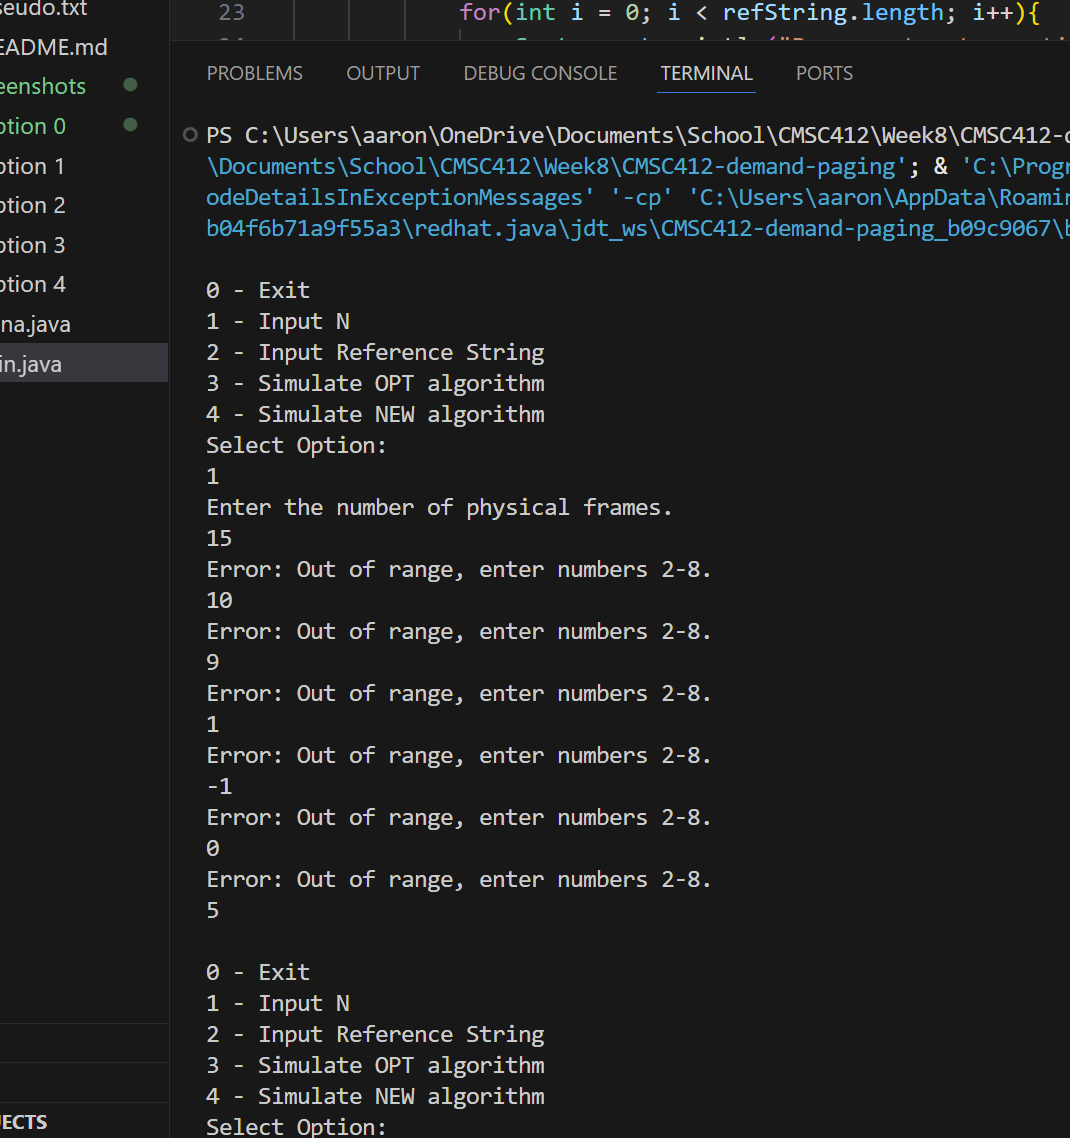 seudo.txt
EADME.md
eenshots
ption 0
ption 1
ption 2
ption 3
ption 4
na.java
in.java
JECTS
23 for(int i = 0; i < refString.length; i++){
PROBLEMS OUTPUT DEBUG CONSOLE TERMINAL PORTS
PS C:\Users\aaron\OneDrive\Documents\School\CMSC412\Week8\CMSC412-d
\Documents\School\CMSC412\Week8\CMSC412-demand-paging'; & 'C:\Progr
odeDetailsInExceptionMessages' '-cp' 'C:\Users\aaron\AppData\Roamin
b04f6b71a9f55a3\redhat.java\jdt_ws\CMSC412-demand-paging_b09c9067\b
0 - Exit
1 - Input N
2 - Input Reference String
3 - Simulate OPT algorithm
4 - Simulate NEW algorithm
Select Option:
1
Enter the number of physical frames.
15
Error: Out of range, enter numbers 2-8.
10
Error: Out of range, enter numbers 2-8.
9
Error: Out of range, enter numbers 2-8.
1
Error: Out of range, enter numbers 2-8.
-1
Error: Out of range, enter numbers 2-8.
0
Error: Out of range, enter numbers 2-8.
5
0 - Exit
1 - Input N
2 - Input Reference String
3 - Simulate OPT algorithm
4 - Simulate NEW algorithm
Select Option: